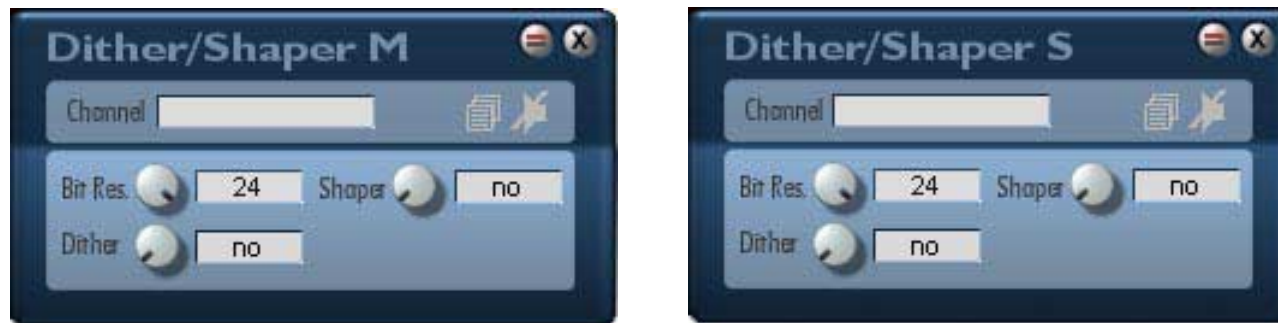 Dither/Shaper M
Channel
Bit Res. 24 Shaper no
Dither no
Dither/Shaper S
Channel
Bit Res. 24 Shaper no
Dither no